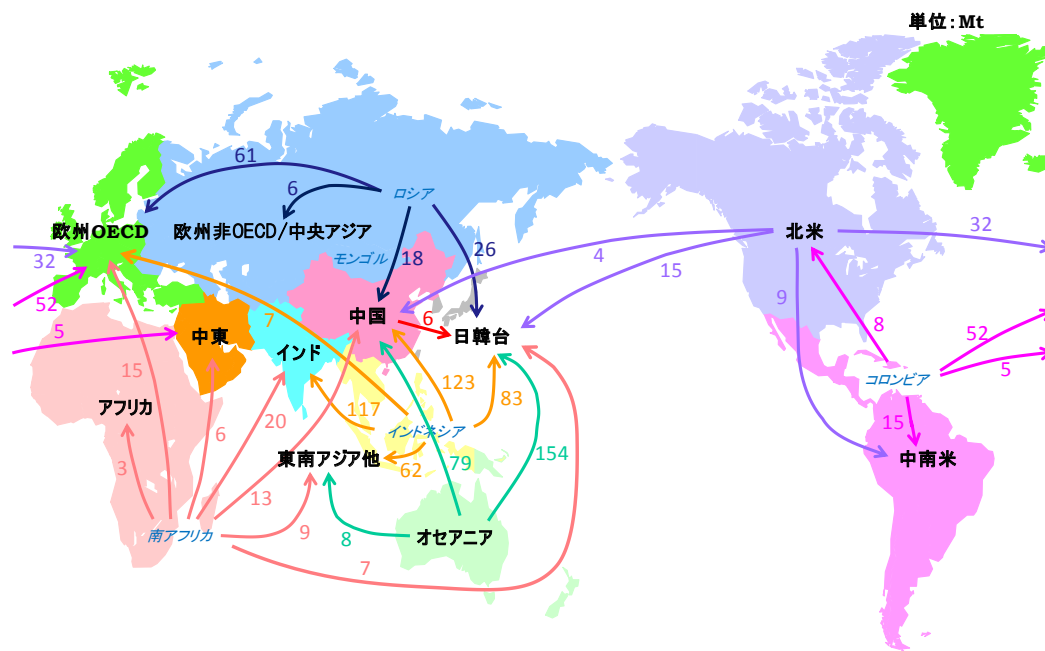 単位：Mt
61
6
ロシア
欧州OECD
欧州非OECD/中央アジア
北米
32
32
モンゴル
18
26
4
15
52
9
5
7
中国
6
日韓台
8
52
中東
インド
5
15
123
コロンビア
アフリカ
117
83
20
15
6
インドネシア
東南アジア他
62
79
154
中南米
3
13
南アフリカ
9
8
オセアニア
7